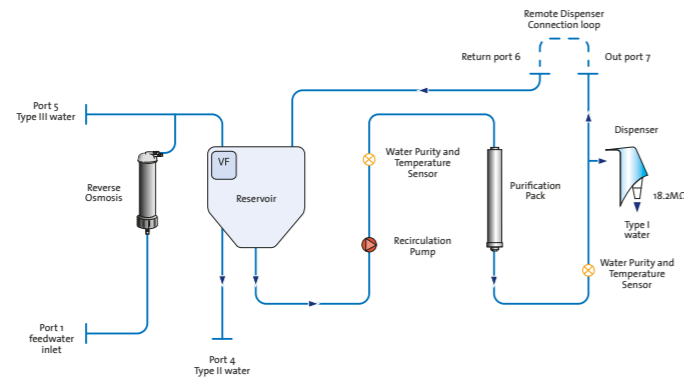 Remote Dispenser
Connection loop
Return port 6
Out port 7
Port 5
Type III water
Dispenser
VF
Water Purity and
Temperature
Sensor
Reverse
Osmosis
Reservoir
Purification
Pack
18.2MΩ
Type I
water
Recirculation
Pump
Water Purity and
Temperature
Sensor
Port 1
feedwater
inlet
Port 4
Type II water